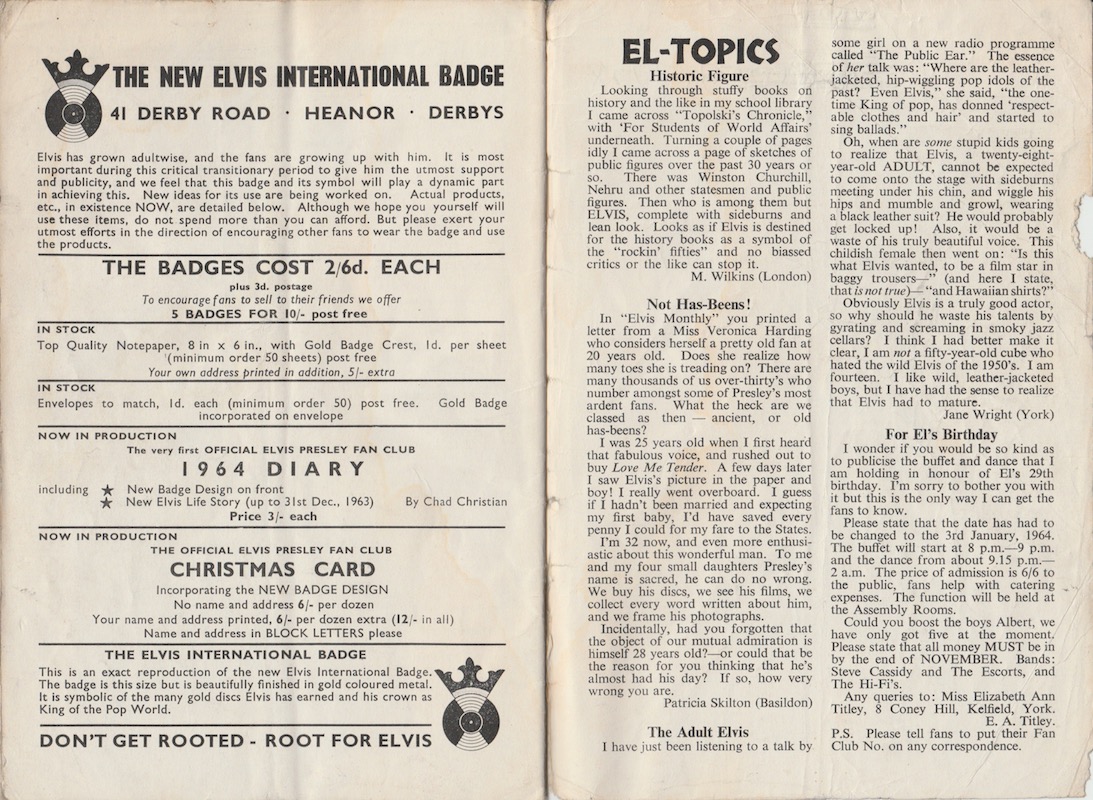 THE NEW ELVIS INTERNATIONAL BADGE
41 DERBY ROAD · HEANOR · DERBYS
Elvis has grown adultwise, and the fans are growing up with him. It is most
important during this critical transitionary period to give him the utmost support
and publicity, and we feel that this badge and its symbol will play a dynamic part
in achieving this. New ideas for its use are being worked on. Actual products,
etc., in existence NOW, are detailed below. Although we hope you yourself will
use these items, do not spend more than you can afford. But please exert your
utmost efforts in the direction of encouraging other fans to wear the badge and use
the products.
THE BADGES COST 2/6d. EACH
plus 3d. postage
To encourage fans to sell to their friends we offer
5 BADGES FOR 10/- post free
IN STOCK
Top Quality Notepaper, 8 in x 6 in., with Gold Badge Crest, 1d. per sheet
(minimum order 50 sheets) post free
Your own address printed in addition, 5/- extra
IN STOCK
Envelopes to match, 1d. each (minimum order 50) post free. Gold Badge
incorporated on envelope
NOW IN PRODUCTION
The very first OFFICIAL ELVIS PRESLEY FAN CLUB
1964 DIARY
including ★ New Badge Design on front
★ New Elvis Life Story (up to 31st Dec., 1963) By Chad Christian
Price 3/- each
NOW IN PRODUCTION
THE OFFICIAL ELVIS PRESLEY FAN CLUB
CHRISTMAS CARD
Incorporating the NEW BADGE DESIGN
No name and address 6/- per dozen
Your name and address printed, 6/- per dozen extra (12/- in all)
Name and address in BLOCK LETTERS please
THE ELVIS INTERNATIONAL BADGE
This is an exact reproduction of the new Elvis International Badge.
The badge is this size but is beautifully finished in gold coloured metal.
It is symbolic of the many gold discs Elvis has earned and his crown as
King of the Pop World.
DON'T GET ROOTED - ROOT FOR ELVIS
EL-TOPICS
Historic Figure
Looking through stuffy books on
history and the like in my school library
I came across "Topolski's Chronicle,"
with 'For Students of World Affairs'
underneath. Turning a couple of pages
idly I came across a page of sketches of
public figures over the past 30 years or
so. There was Winston Churchill,
Nehru and other statesmen and public
figures. Then who is among them but
ELVIS, complete with sideburns and
lean look. Looks as if Elvis is destined
for the history books as a symbol of
the "rockin' fifties" and no biassed
critics or the like can stop it.
M. Wilkins (London)
Not Has-Beens!
In "Elvis Monthly" you printed a
letter from a Miss Veronica Harding
who considers herself a pretty old fan at
20 years old. Does she realize how
many toes she is treading on? There are
many thousands of us over-thirty's who
number amongst some of Presley's most
ardent fans. What the heck are we
classed as then — ancient, or old
has-beens?
I was 25 years old when I first heard
that fabulous voice, and rushed out to
buy Love Me Tender. A few days later
I saw Elvis's picture in the paper and
boy! I really went overboard. I guess
if I hadn't been married and expecting
my first baby, I'd have saved every
penny I could for my fare to the States.
I'm 32 now, and even more enthusi-
astic about this wonderful man. To me
and my four small daughters Presley's
name is sacred, he can do no wrong.
We buy his discs, we see his films, we
collect every word written about him,
and we frame his photographs.
Incidentally, had you forgotten that
the object of our mutual admiration is
himself 28 years old?—or could that be
the reason for you thinking that he's
almost had his day? If so, how very
wrong you are.
Patricia Skilton (Basildon)
The Adult Elvis
I have just been listening to a talk by
some girl on a new radio programme
called "The Public Ear." The essence
of her talk was: "Where are the leather-
jacketed, hip-wiggling pop idols of the
past? Even Elvis," she said, "the one-
time King of pop, has donned 'respect-
able clothes and hair' and started to
sing ballads."
Oh, when are some stupid kids going
to realize that Elvis, a twenty-eight-
year-old ADULT, cannot be expected
to come onto the stage with sideburns
meeting under his chin, and wiggle his
hips and mumble and growl, wearing
a black leather suit? He would probably
get locked up! Also, it would be a
waste of his truly beautiful voice. This
childish female then went on: "Is this
what Elvis wanted, to be a film star in
baggy trousers—" (and here I state,
that is not true)—"and Hawaiian shirts?"
Obviously Elvis is a truly good actor,
so why should he waste his talents by
gyrating and screaming in smoky jazz
cellars? I think I had better make it
clear, I am not a fifty-year-old cube who
hated the wild Elvis of the 1950's. I am
fourteen. I like wild, leather-jacketed
boys, but I have had the sense to realize
that Elvis had to mature.
Jane Wright (York)
For El's Birthday
I wonder if you would be so kind as
to publicise the buffet and dance that I
am holding in honour of El's 29th
birthday. I'm sorry to bother you with
it but this is the only way I can get the
fans to know.
Please state that the date has had to
be changed to the 3rd January, 1964.
The buffet will start at 8 p.m.—9 p.m.
and the dance from about 9.15 p.m.—
2 a.m. The price of admission is 6/6 to
the public, fans help with catering
expenses. The function will be held at
the Assembly Rooms.
Could you boost the boys Albert, we
have only got five at the moment.
Please state that all money MUST be in
by the end of NOVEMBER. Bands:
Steve Cassidy and The Escorts, and
The Hi-Fi's.
Any queries to: Miss Elizabeth Ann
Titley, 8 Coney Hill, Kelfield, York.
E. A. Titley.
P.S. Please tell fans to put their Fan
Club No. on any correspondence.